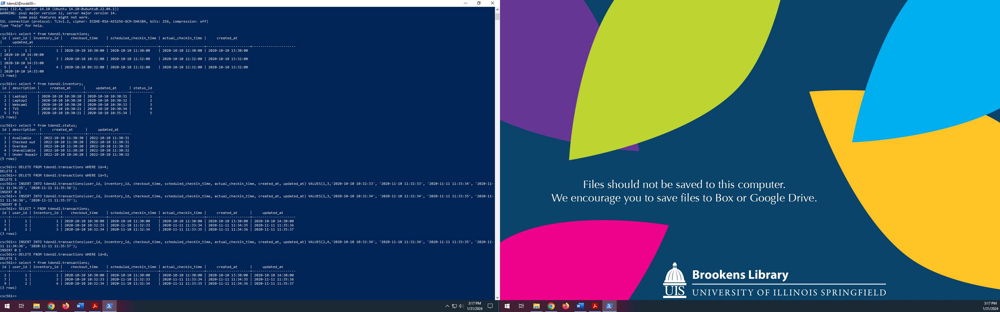 tdend2@node00:~
psql (12.4, server 14.10 (Ubuntu 14.10-0ubuntu0.22.04.1))
WARNING: psql major version 12, server major version 14.
         Some psql features might not work.
SSL connection (protocol: TLSv1.2, cipher: ECDHE-RSA-AES256-GCM-SHA384, bits: 256, compression: off)
Type "help" for help.
csc561=> select * from tdend2.transactions;
 id | user_id | inventory_id |    checkout_time    | scheduled_checkin_time | actual_checkin_time |     created_at
|     updated_at
----+---------+--------------+---------------------+------------------------+---------------------+---------------------+---------------------
  1 |       1 |            1 | 2020-10-10 10:30:00 | 2020-10-10 11:30:00    | 2020-10-10 12:30:00 | 2020-10-10 13:30:00
| 2020-10-10 14:30:00
  4 |       3 |            3 | 2020-10-10 10:32:00 | 2020-10-10 11:32:00    | 2020-10-10 12:32:00 | 2020-10-10 13:32:00
| 2020-10-10 14:33:00
  5 |       4 |            4 | 2020-10-10 09:32:00 | 2020-10-10 11:32:00    | 2020-10-10 12:32:00 | 2020-10-10 13:32:00
| 2020-10-10 14:33:00
(3 rows)
csc561=> select * from tdend2.inventory;
 id | description |     created_at      |     updated_at      | status_id
----+-------------+---------------------+---------------------+-----------
  1 | Laptop1     | 2020-10-10 10:30:20 | 2020-10-10 10:30:31 |         1
  2 | Laptop2     | 2020-10-10 10:30:20 | 2020-10-10 10:30:32 |         2
  3 | Webcam1     | 2020-10-10 10:30:20 | 2020-10-10 10:30:33 |         3
  4 | TV1         | 2020-10-10 10:30:21 | 2020-10-10 10:30:34 |         4
  5 | TV1         | 2020-10-10 10:30:21 | 2020-10-10 10:35:34 |         5
(5 rows)
csc561=> select * from tdend2.status;
 id | description  |     created_at      |     updated_at
----+--------------+---------------------+---------------------
  1 | Available    | 2022-10-10 11:30:30 | 2022-10-10 11:30:31
  2 | Checked out  | 2022-10-10 11:30:20 | 2022-10-10 11:30:31
  3 | Overdue      | 2022-10-10 11:30:20 | 2022-10-10 11:30:32
  4 | Unavailable  | 2022-10-10 11:20:20 | 2022-10-10 11:30:32
  5 | Under Repair | 2022-10-10 10:20:20 | 2022-10-10 11:30:32
(5 rows)
csc561=> DELETE FROM tdend2.transactions WHERE id=4;
DELETE 1
csc561=> DELETE FROM tdend2.transactions WHERE id=5;
DELETE 1
csc561=> INSERT INTO tdend2.transactions(user_id, inventory_id, checkout_time, scheduled_checkin_time, actual_checkin_time, created_at, updated_at) VALUES(1,3,'2020-10-10 10:32:33', '2020-11-10 11:32:33', '2020-11-11 11:33:34', '2020-11-
11 11:34:35', '2020-11-11 11:35:36');
INSERT 0 1
csc561=> INSERT INTO tdend2.transactions(user_id, inventory_id, checkout_time, scheduled_checkin_time, actual_checkin_time, created_at, updated_at) VALUES(2,3,'2020-10-10 10:32:34', '2020-11-10 11:32:34', '2020-11-11 11:33:35', '2020-11-
11 11:34:36', '2020-11-11 11:35:37');
INSERT 0 1
csc561=> SELECT * FROM tdend2.transactions;
 id | user_id | inventory_id |    checkout_time    | scheduled_checkin_time | actual_checkin_time |     created_at      |     updated_at
----+---------+--------------+---------------------+------------------------+---------------------+---------------------+---------------------
  1 |       1 |            1 | 2020-10-10 10:30:00 | 2020-10-10 11:30:00    | 2020-10-10 12:30:00 | 2020-10-10 13:30:00 | 2020-10-10 14:30:00
  7 |       1 |            3 | 2020-10-10 10:32:33 | 2020-11-10 11:32:33    | 2020-11-11 11:33:34 | 2020-11-11 11:34:35 | 2020-11-11 11:35:36
  8 |       2 |            3 | 2020-10-10 10:32:34 | 2020-11-10 11:32:34    | 2020-11-11 11:33:35 | 2020-11-11 11:34:36 | 2020-11-11 11:35:37
(3 rows)
csc561=> INSERT INTO tdend2.transactions(user_id, inventory_id, checkout_time, scheduled_checkin_time, actual_checkin_time, created_at, updated_at) VALUES(2,4,'2020-10-10 10:32:34', '2020-11-10 11:32:34', '2020-11-11 11:33:35', '2020-11-
11 11:34:36', '2020-11-11 11:35:37');
INSERT 0 1
csc561=> DELETE FROM tdend2.transactions WHERE id=8;
DELETE 1
csc561=> select * from tdend2.transactions;
 id | user_id | inventory_id |    checkout_time    | scheduled_checkin_time | actual_checkin_time |     created_at      |     updated_at
----+---------+--------------+---------------------+------------------------+---------------------+---------------------+---------------------
  1 |       1 |            1 | 2020-10-10 10:30:00 | 2020-10-10 11:30:00    | 2020-10-10 12:30:00 | 2020-10-10 13:30:00 | 2020-10-10 14:30:00
  7 |       1 |            3 | 2020-10-10 10:32:33 | 2020-11-10 11:32:33    | 2020-11-11 11:33:34 | 2020-11-11 11:34:35 | 2020-11-11 11:35:36
  9 |       2 |            4 | 2020-10-10 10:32:34 | 2020-11-10 11:32:34    | 2020-11-11 11:33:35 | 2020-11-11 11:34:36 | 2020-11-11 11:35:37
(3 rows)
csc561=>
3:17 PM
1/31/2024
Files should not be saved to this computer.
We encourage you to save files to Box or Google Drive.
UIS
Brookens Library
UNIVERSITY OF ILLINOIS SPRINGFIELD
3:17 PM
1/31/2024